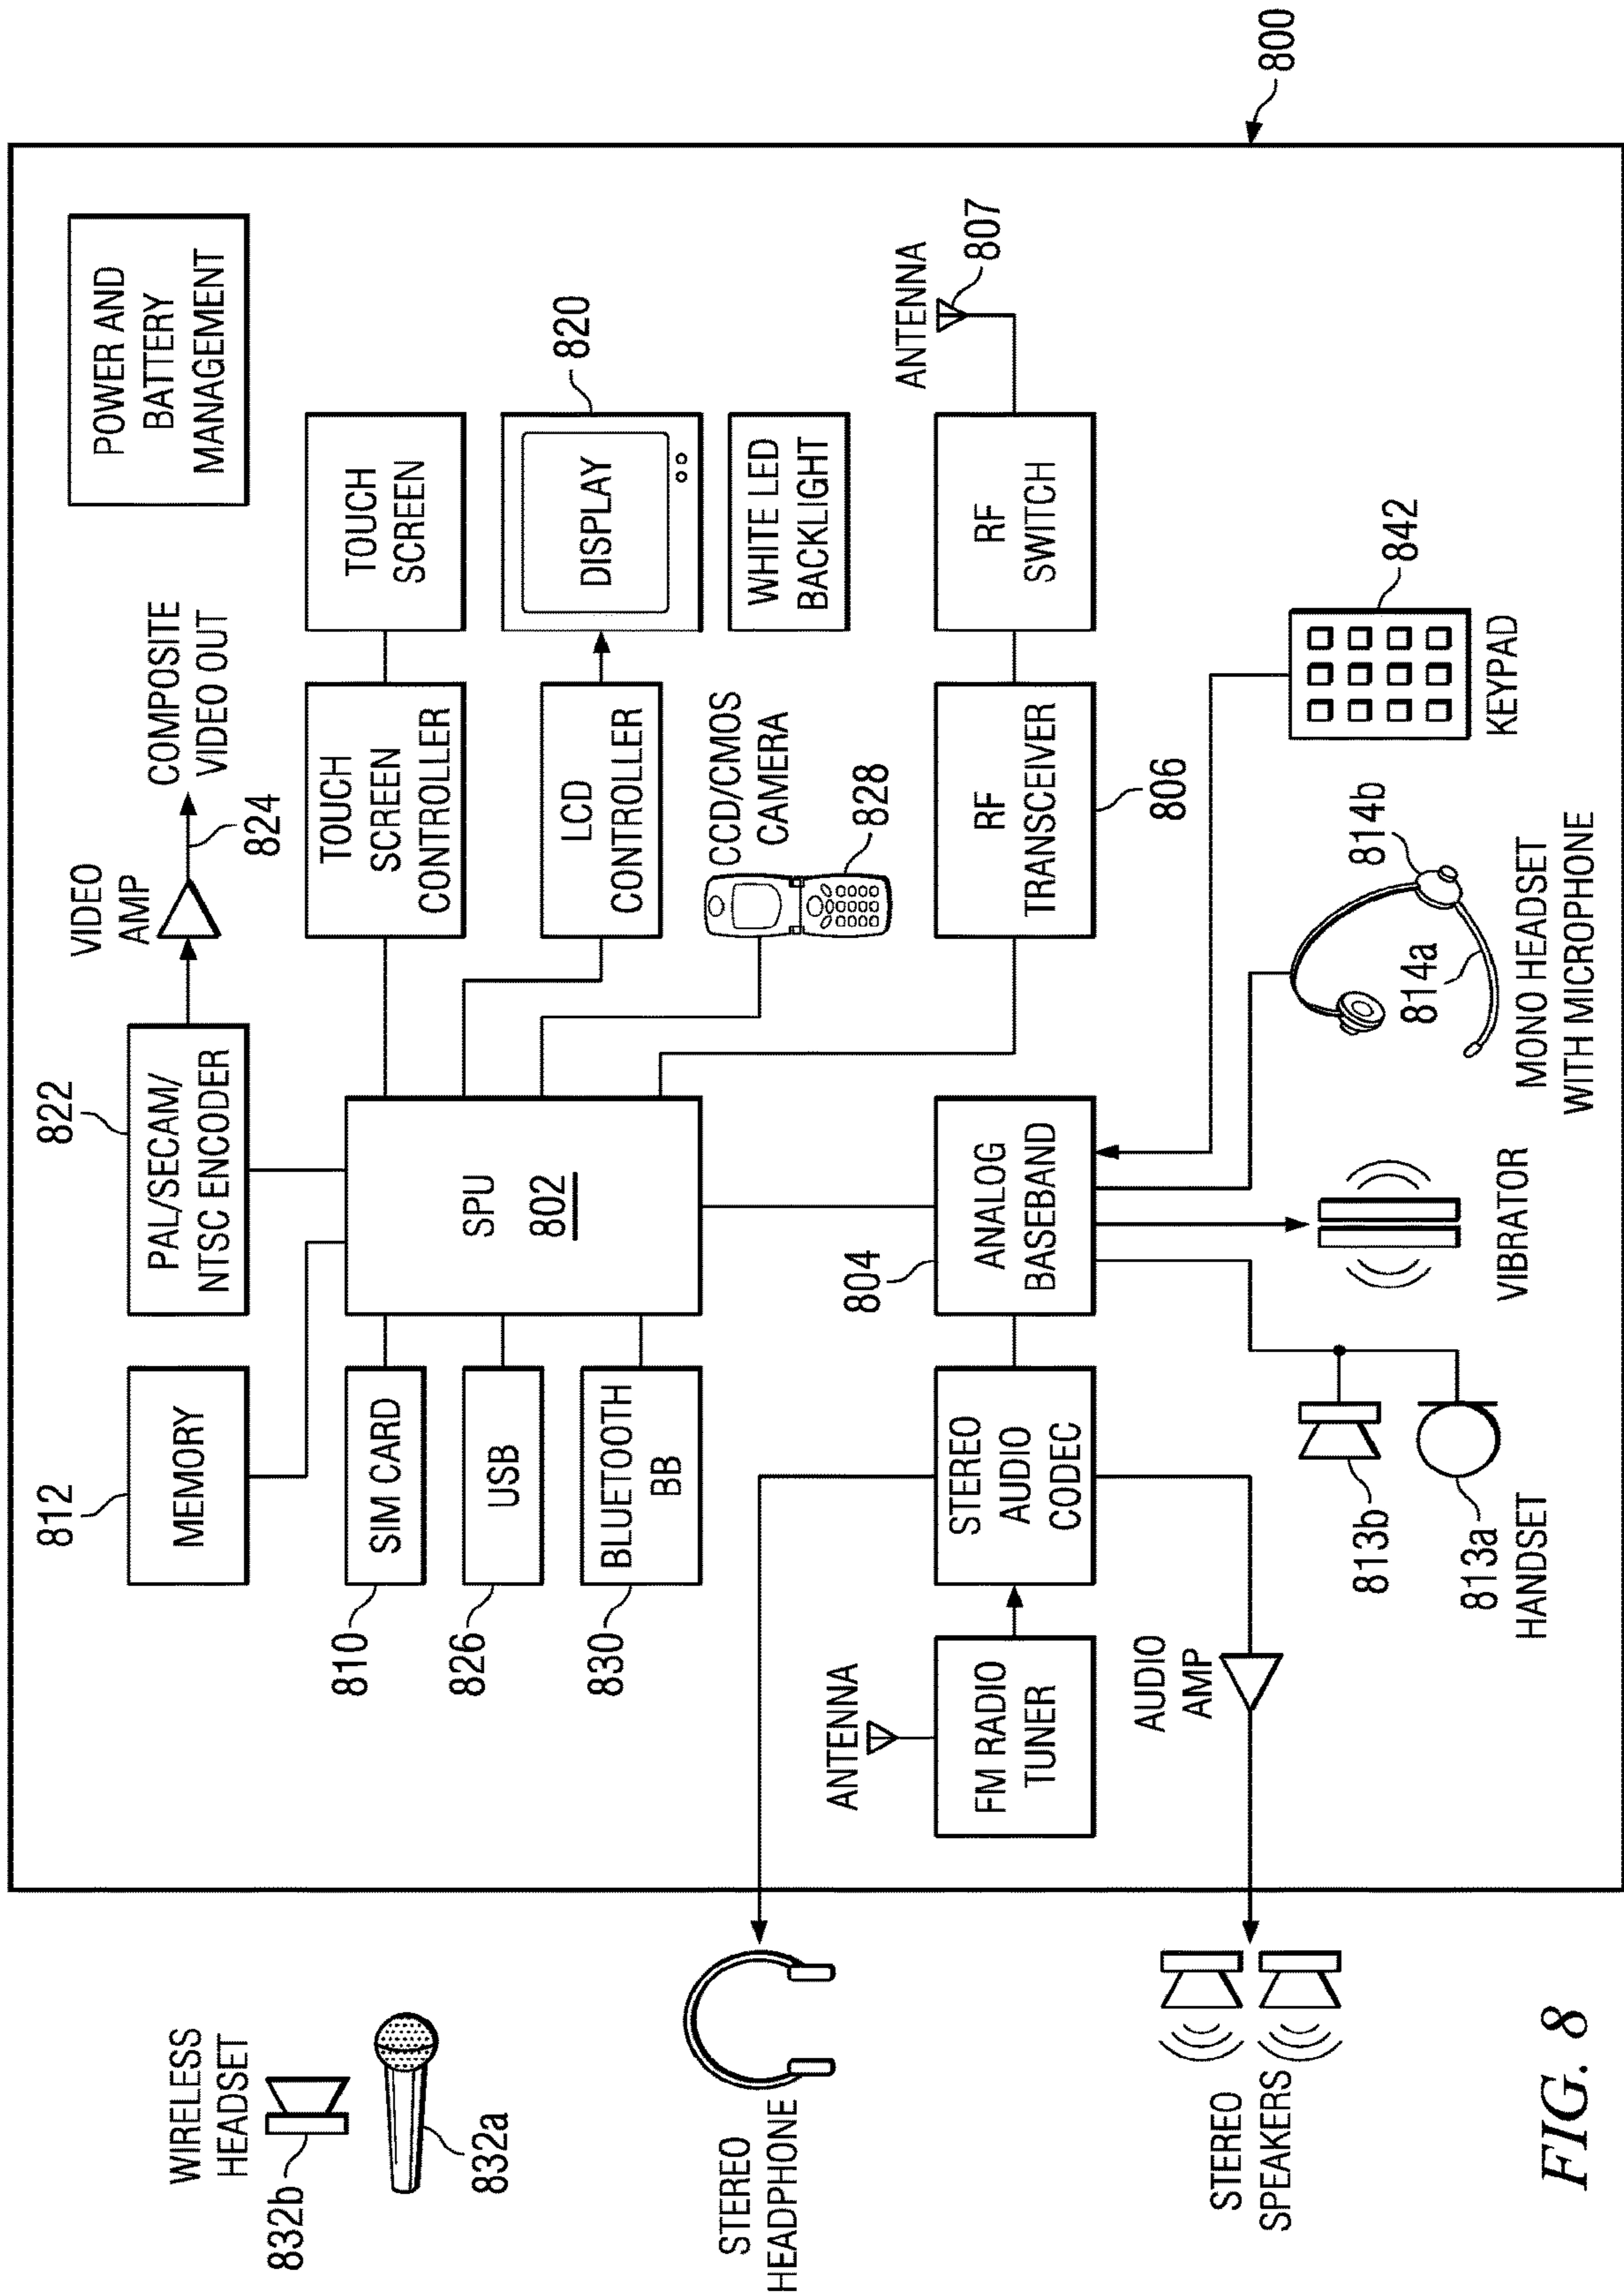 812
MEMORY
822
PAL/SECAM/
NTSC ENCODER
VIDEO
AMP
824
COMPOSITE
VIDEO OUT
POWER AND
BATTERY
MANAGEMENT
WIRELESS
HEADSET
832b
832a
810
SIM CARD
826
USB
830
BLUETOOTH
BB
SPU
802
TOUCH
SCREEN
CONTROLLER
TOUCH
SCREEN
LCD
CONTROLLER
DISPLAY
820
CCD/CMOS
CAMERA
828
WHITE LED
BACKLIGHT
STEREO
HEADPHONE
ANTENNA
FM RADIO
TUNER
STEREO
AUDIO
CODEC
804
ANALOG
BASEBAND
RF
TRANSCEIVER
806
RF
SWITCH
ANTENNA
807
AUDIO
AMP
STEREO
SPEAKERS
813b
813a
HANDSET
VIBRATOR
814a
814b
MONO HEADSET
WITH MICROPHONE
842
KEYPAD
800
FIG. 8